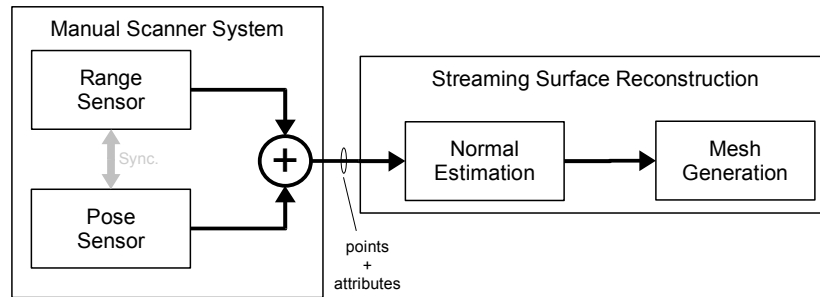 Manual Scanner System
Range
Sensor
Sync.
Pose
Sensor
+
points
+
attributes
Streaming Surface Reconstruction
Normal
Estimation
Mesh
Generation